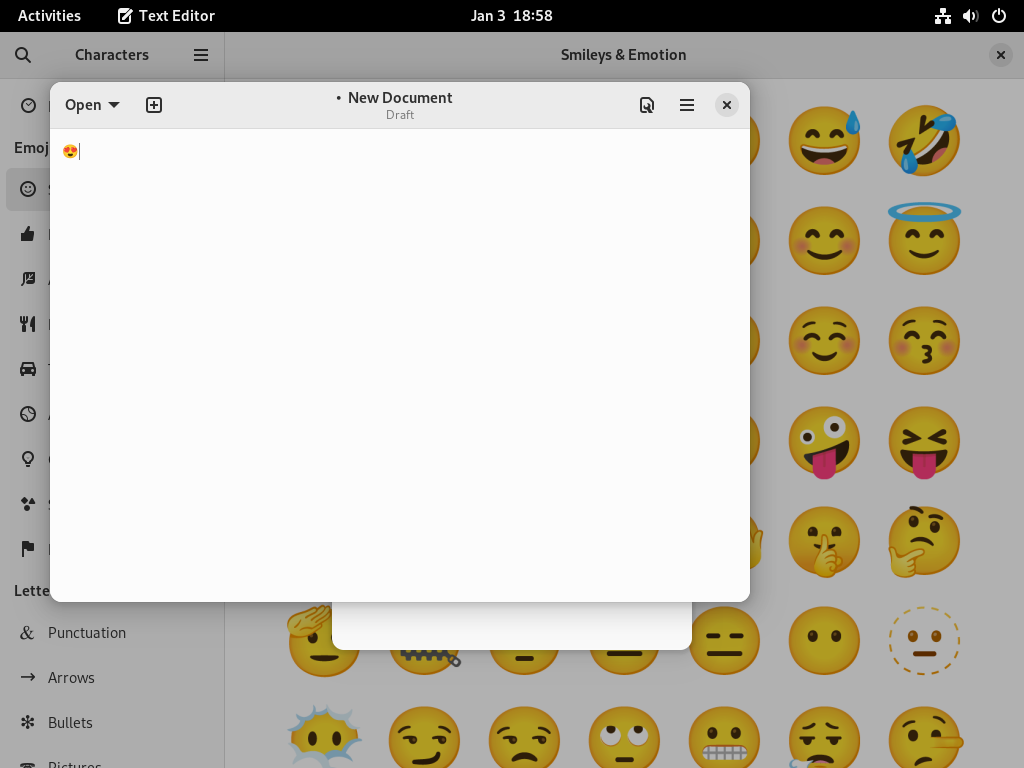 Activities
Text Editor
Jan 3 18:58
Characters
Smileys & Emotion
Open
• New Document
Draft
😍
Emoj
Lette
& Punctuation
Arrows
Bullets
Pictures